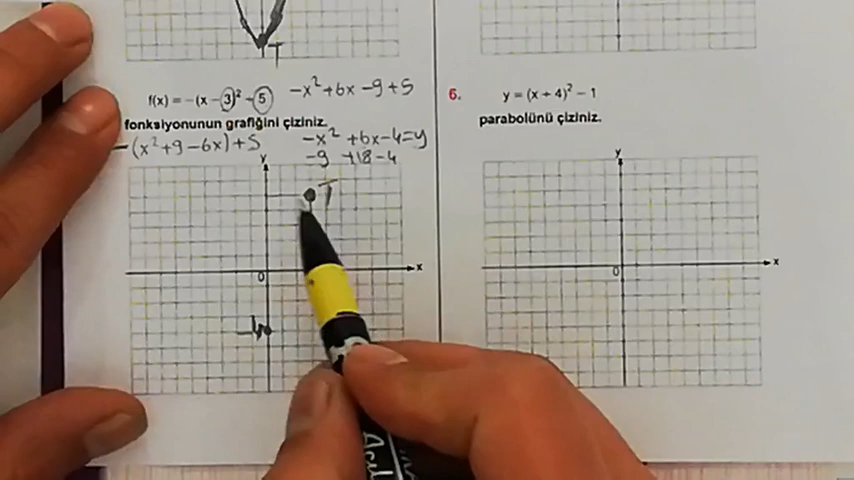 T
f(x) = –(x – 3)² – 5 -x²+6x-9+5
fonksiyonunun grafiğini çiziniz.
-(x²+9-6x)+5 -x²+6x-4=y
-9 +18-4
y
T
0 x
-4
6. y = (x + 4)² – 1
parabolünü çiziniz.
y
0 x